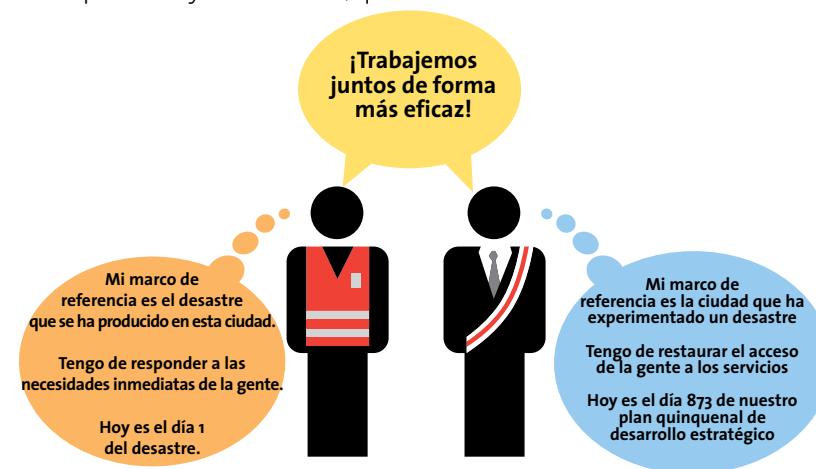 ¡Trabajemos
juntos de forma
más eficaz!
Mi marco de
referencia es el desastre
que se ha producido en esta ciudad.
Tengo de responder a las
necesidades inmediatas de la gente.
Hoy es el día 1
del desastre.
Mi marco de
referencia es la ciudad que ha
experimentado un desastre
Tengo de restaurar el acceso
de la gente a los servicios
Hoy es el día 873 de nuestro
plan quinquenal de
desarrollo estratégico